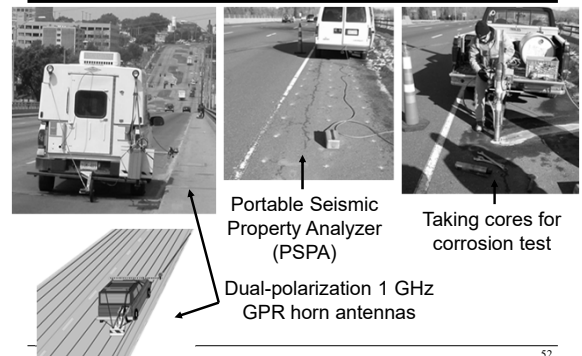 Portable Seismic
Property Analyzer
(PSPA)
Taking cores for
corrosion test
Dual-polarization 1 GHz
GPR horn antennas
52